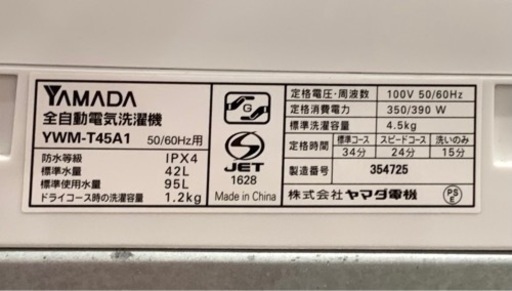 YAMADA
全自動電気洗濯機
YWM-T45A1 50/60Hz用
防水等級 IPX4
標準水量 42L
標準使用水量 95L
ドライコース時の洗濯容量 1.2kg
G
JET
1628
Made in China
定格電圧・周波数 100V 50/60Hz
定格消費電力 350/390 W
標準洗濯容量 4.5kg
定格時間 標準コース スピードコース 洗いのみ
34分 24分 15分
製造番号 354725
株式会社 ヤマダ電機
PS
E